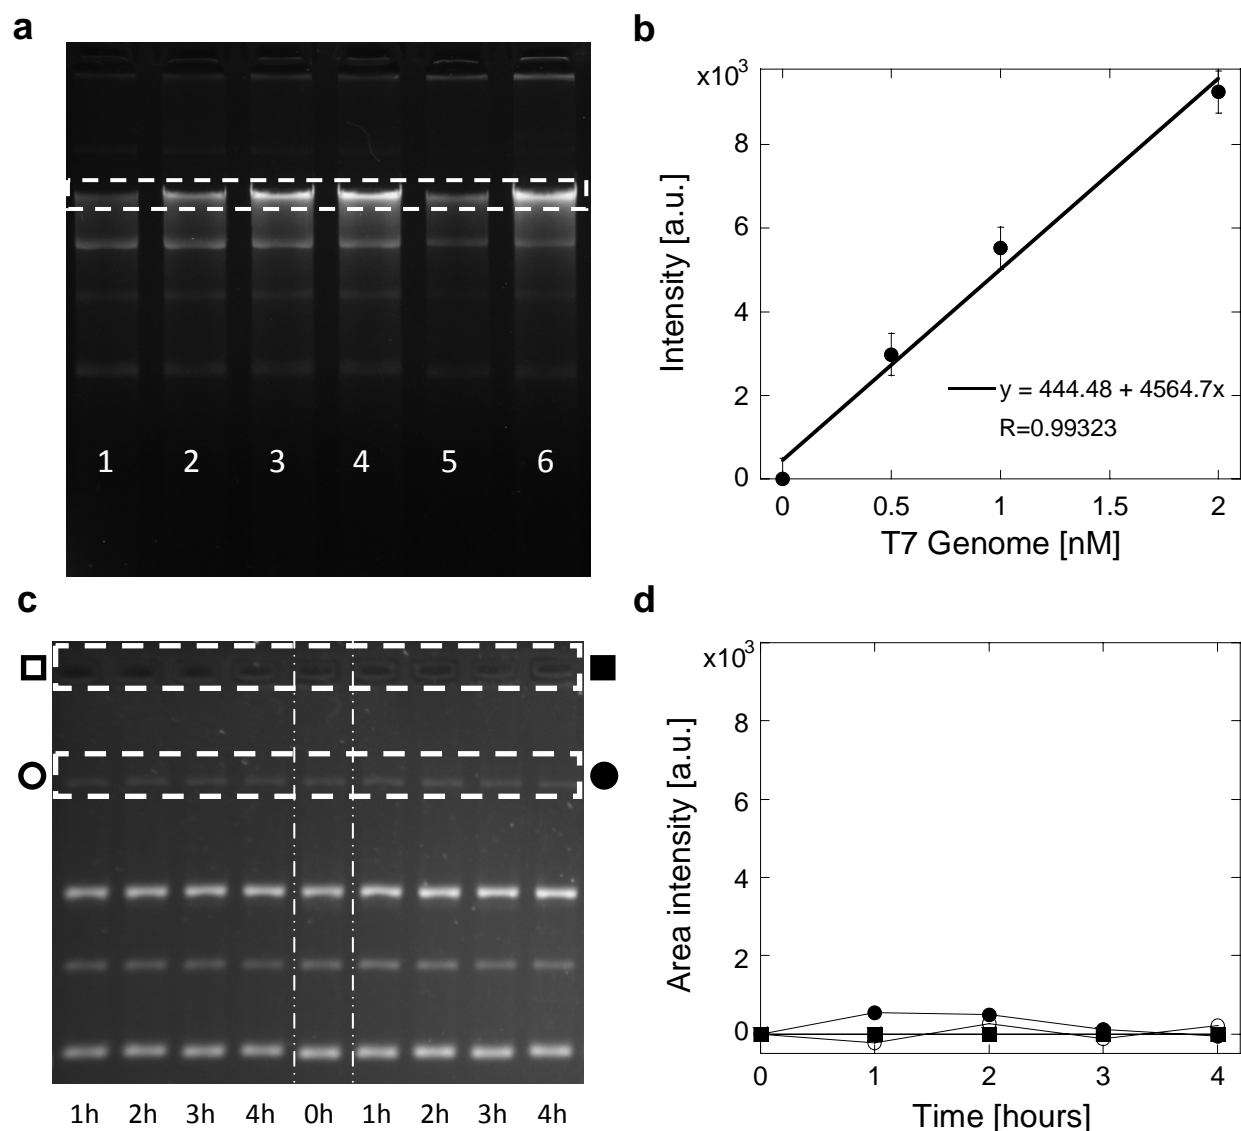 a
1 2 3 4 5 6
b
x10³
8
6
4
2
0
Intensity [a.u.]
y = 444.48 + 4564.7x
R=0.99323
0 0.5 1 1.5 2
T7 Genome [nM]
c
1h 2h 3h 4h 0h 1h 2h 3h 4h
d
x10³
8
6
4
2
0
Area intensity [a.u.]
0 1 2 3 4
Time [hours]